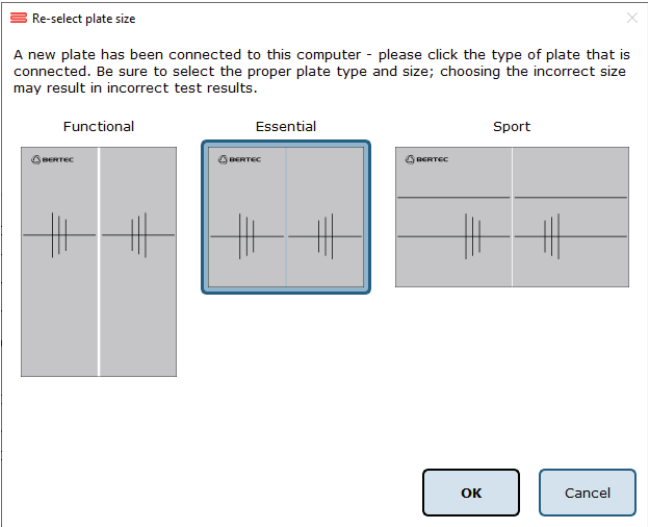 Re-select plate size
A new plate has been connected to this computer - please click the type of plate that is
connected. Be sure to select the proper plate type and size; choosing the incorrect size
may result in incorrect test results.
Functional Essential Sport
BERTEC BERTEC BERTEC
OK Cancel